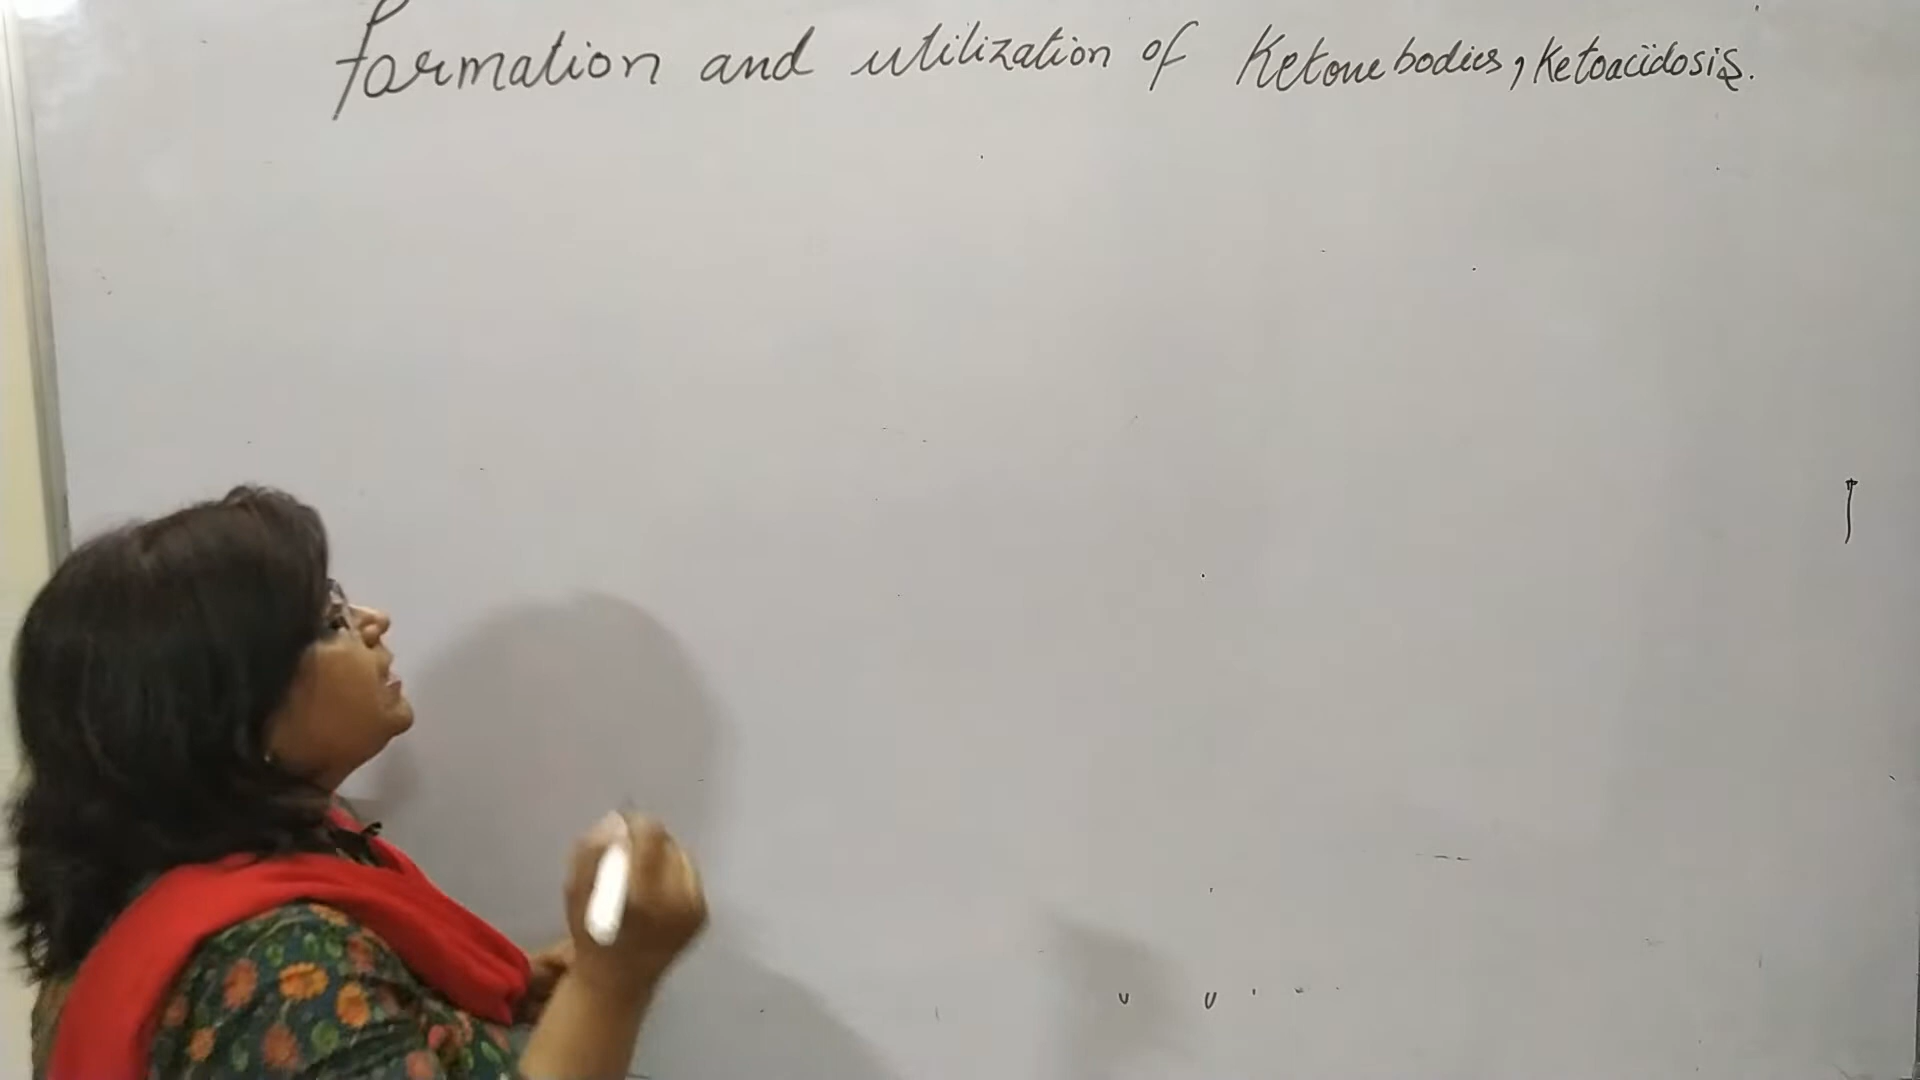 Formation and utilization of Ketone bodies, Ketoacidosis.